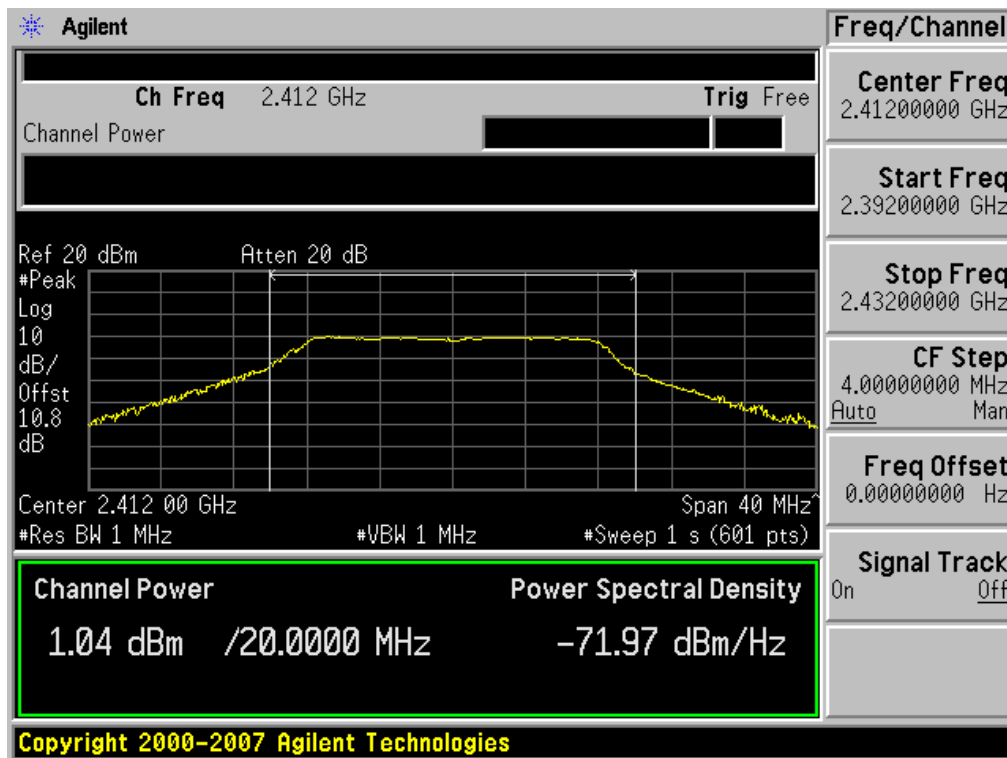 Agilent
Freq/Channel
Ch Freq 2.412 GHz Trig Free
Channel Power
Center Freq
2.41200000 GHz
Start Freq
2.39200000 GHz
Stop Freq
2.43200000 GHz
CF Step
4.00000000 MHz
Auto Man
Freq Offset
0.00000000 Hz
Signal Track
On Off
Ref 20 dBm Atten 20 dB
#Peak
Log
10
dB/
Offst
10.8
dB
Center 2.412 00 GHz Span 40 MHz^
#Res BW 1 MHz #VBW 1 MHz #Sweep 1 s (601 pts)
Channel Power Power Spectral Density
1.04 dBm /20.0000 MHz -71.97 dBm/Hz
Copyright 2000-2007 Agilent Technologies